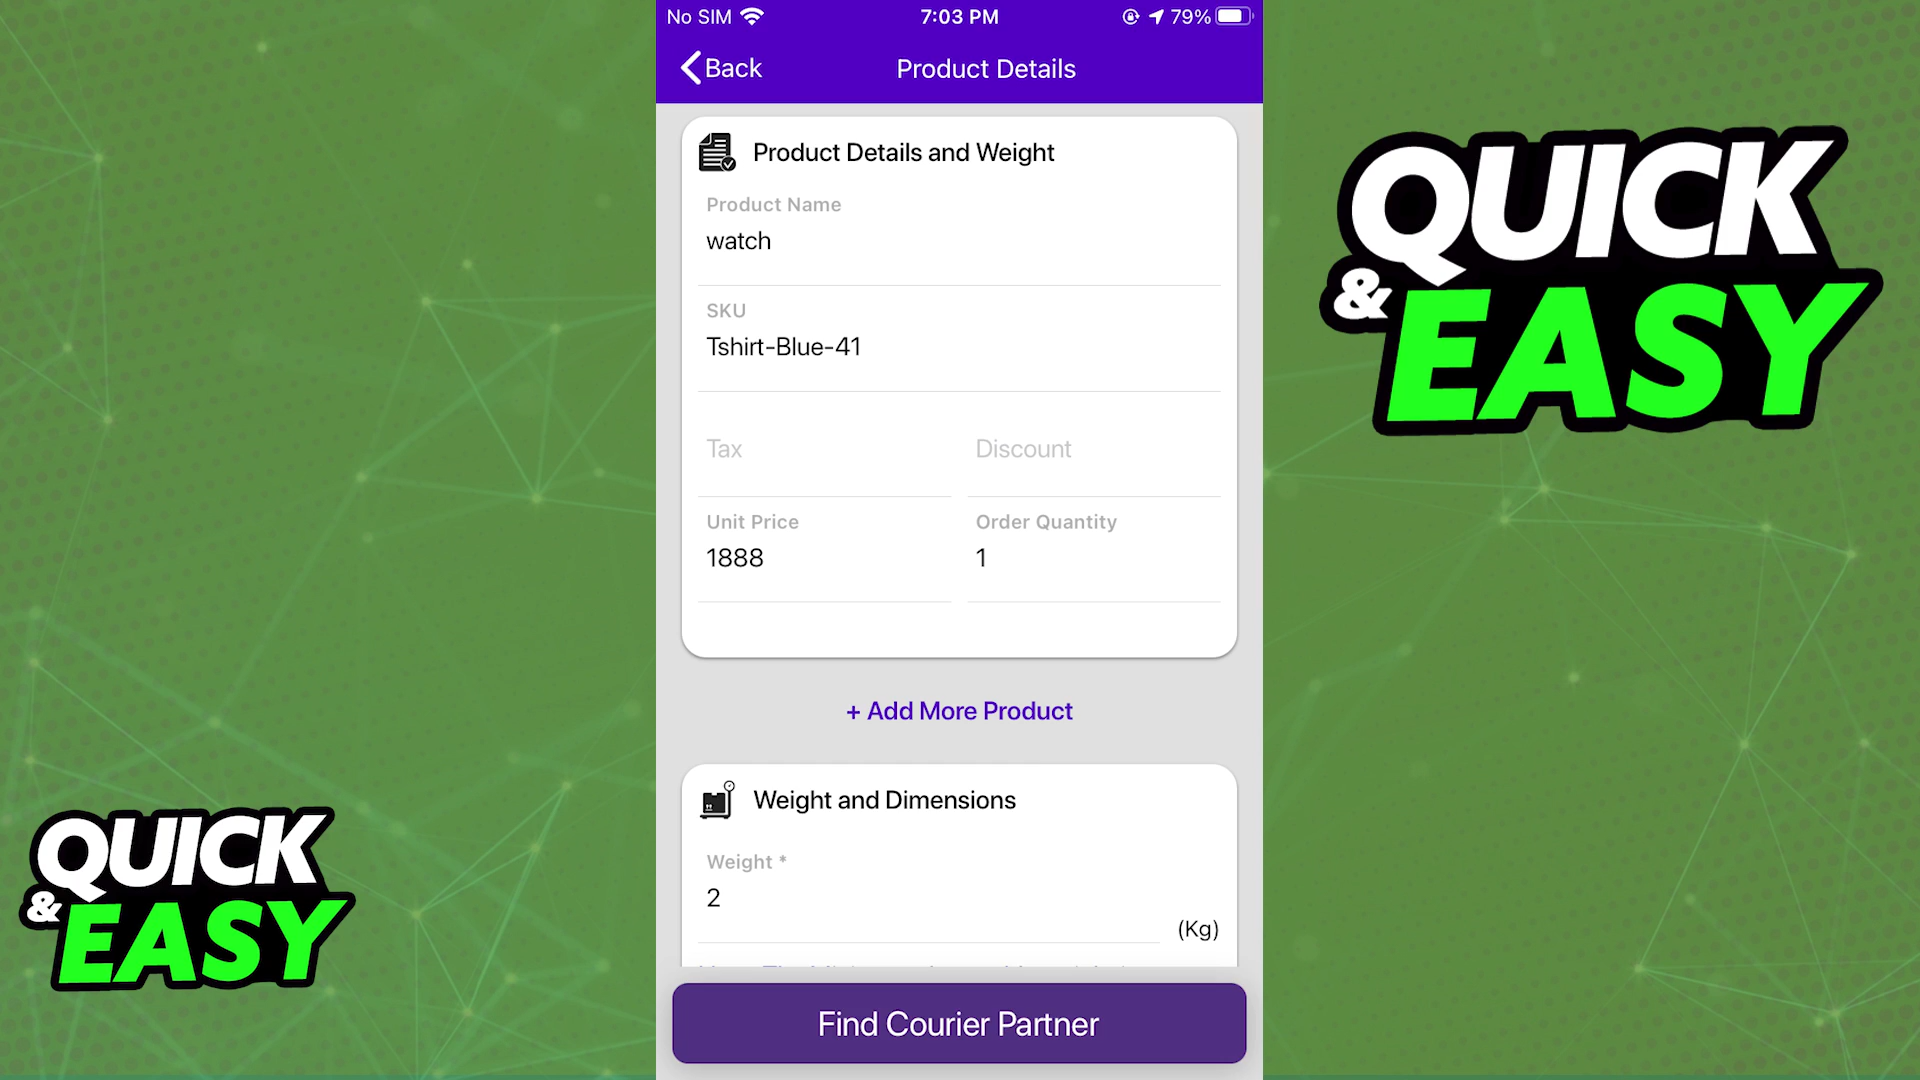 No SIM 7:03 PM 79%
Back Product Details
Product Details and Weight
Product Name
watch
SKU
Tshirt-Blue-41
Tax Discount
Unit Price Order Quantity
1888 1
+ Add More Product
Weight and Dimensions
Weight *
2
(Kg)
Find Courier Partner
QUICK
& EASY
QUICK
& EASY